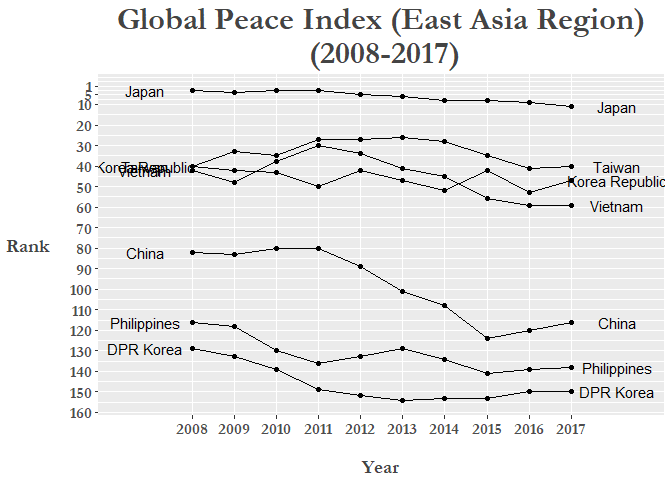 Global Peace Index (East Asia Region)
(2008-2017)
1
5
10
20
30
40
50
60
70
80
90
100
110
120
130
140
150
160
Rank
Japan
Korea Republic
Taiwan
Vietnam
China
Philippines
DPR Korea
Japan
Taiwan
Korea Republic
Vietnam
China
Philippines
DPR Korea
2008 2009 2010 2011 2012 2013 2014 2015 2016 2017
Year